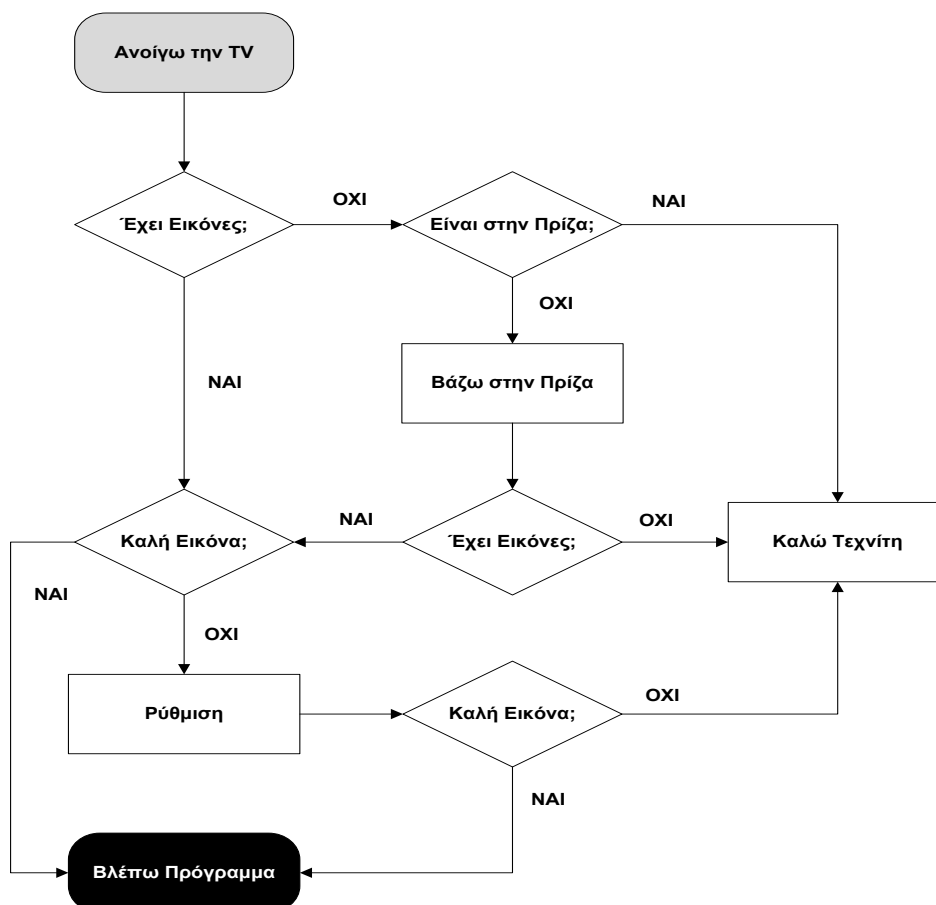 Ανοίγω την TV
Έχει Εικόνες;
ΟΧΙ
Είναι στην Πρίζα;
ΝΑΙ
ΟΧΙ
Βάζω στην Πρίζα
ΝΑΙ
Καλή Εικόνα;
ΝΑΙ
Έχει Εικόνες;
ΟΧΙ
Καλώ Τεχνίτη
ΝΑΙ
ΟΧΙ
Ρύθμιση
Καλή Εικόνα;
ΟΧΙ
ΝΑΙ
Βλέπω Πρόγραμμα